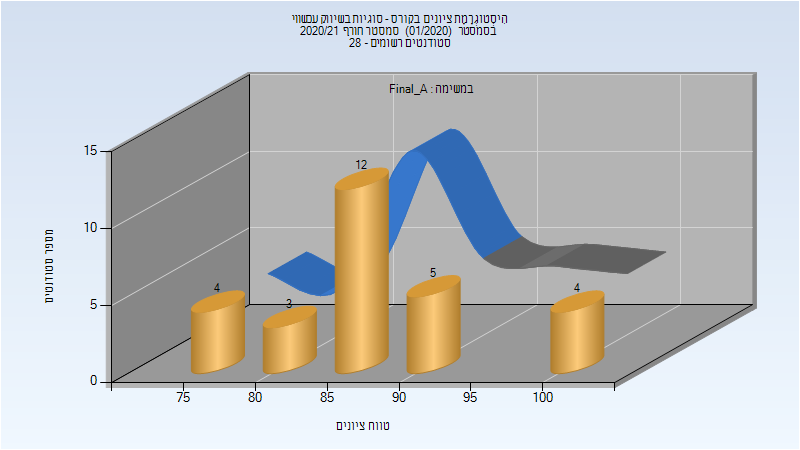 היסטוגרמת ציונים בקורס - סוגיות בשיווק עכשווי
בסמסטר (01/2020) סמסטר חורף 2020/21
סטודנטים רשומים - 28
במשימה : Final_A
מספר סטודנטים
15
10
5
0
4
3
12
5
4
75
80
85
90
95
100
טווח ציונים